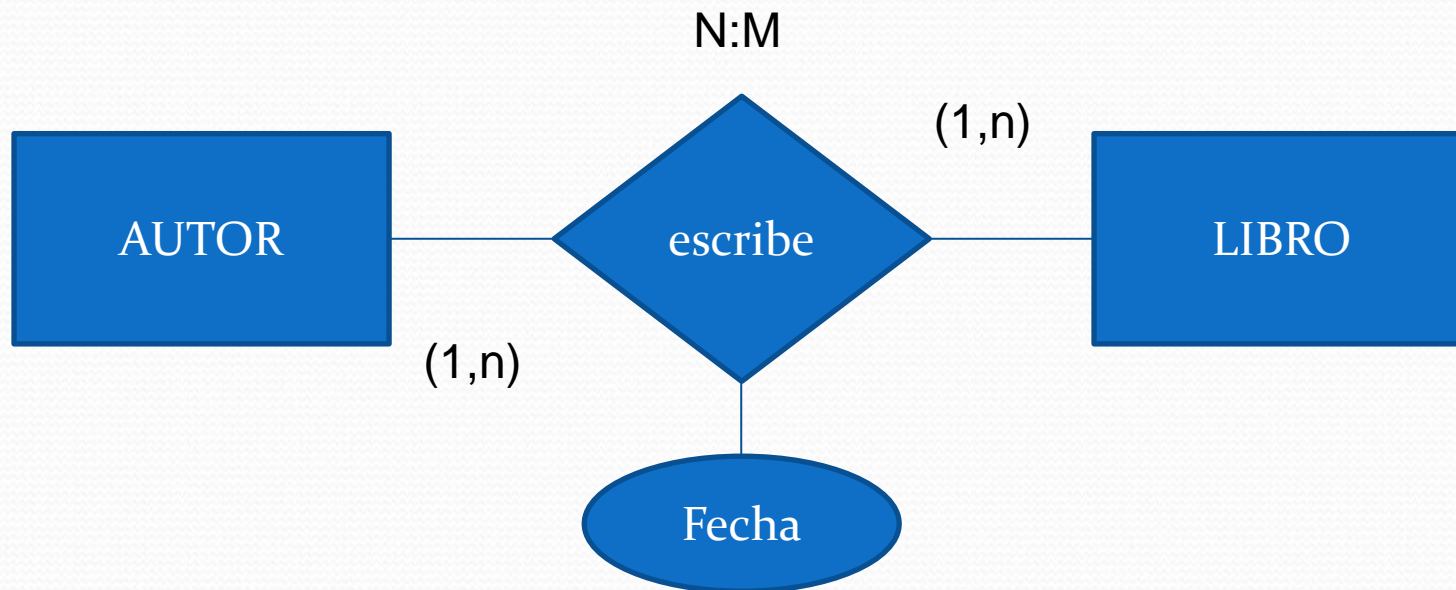 N:M
(1,n)
AUTOR
escribe
LIBRO
(1,n)
Fecha